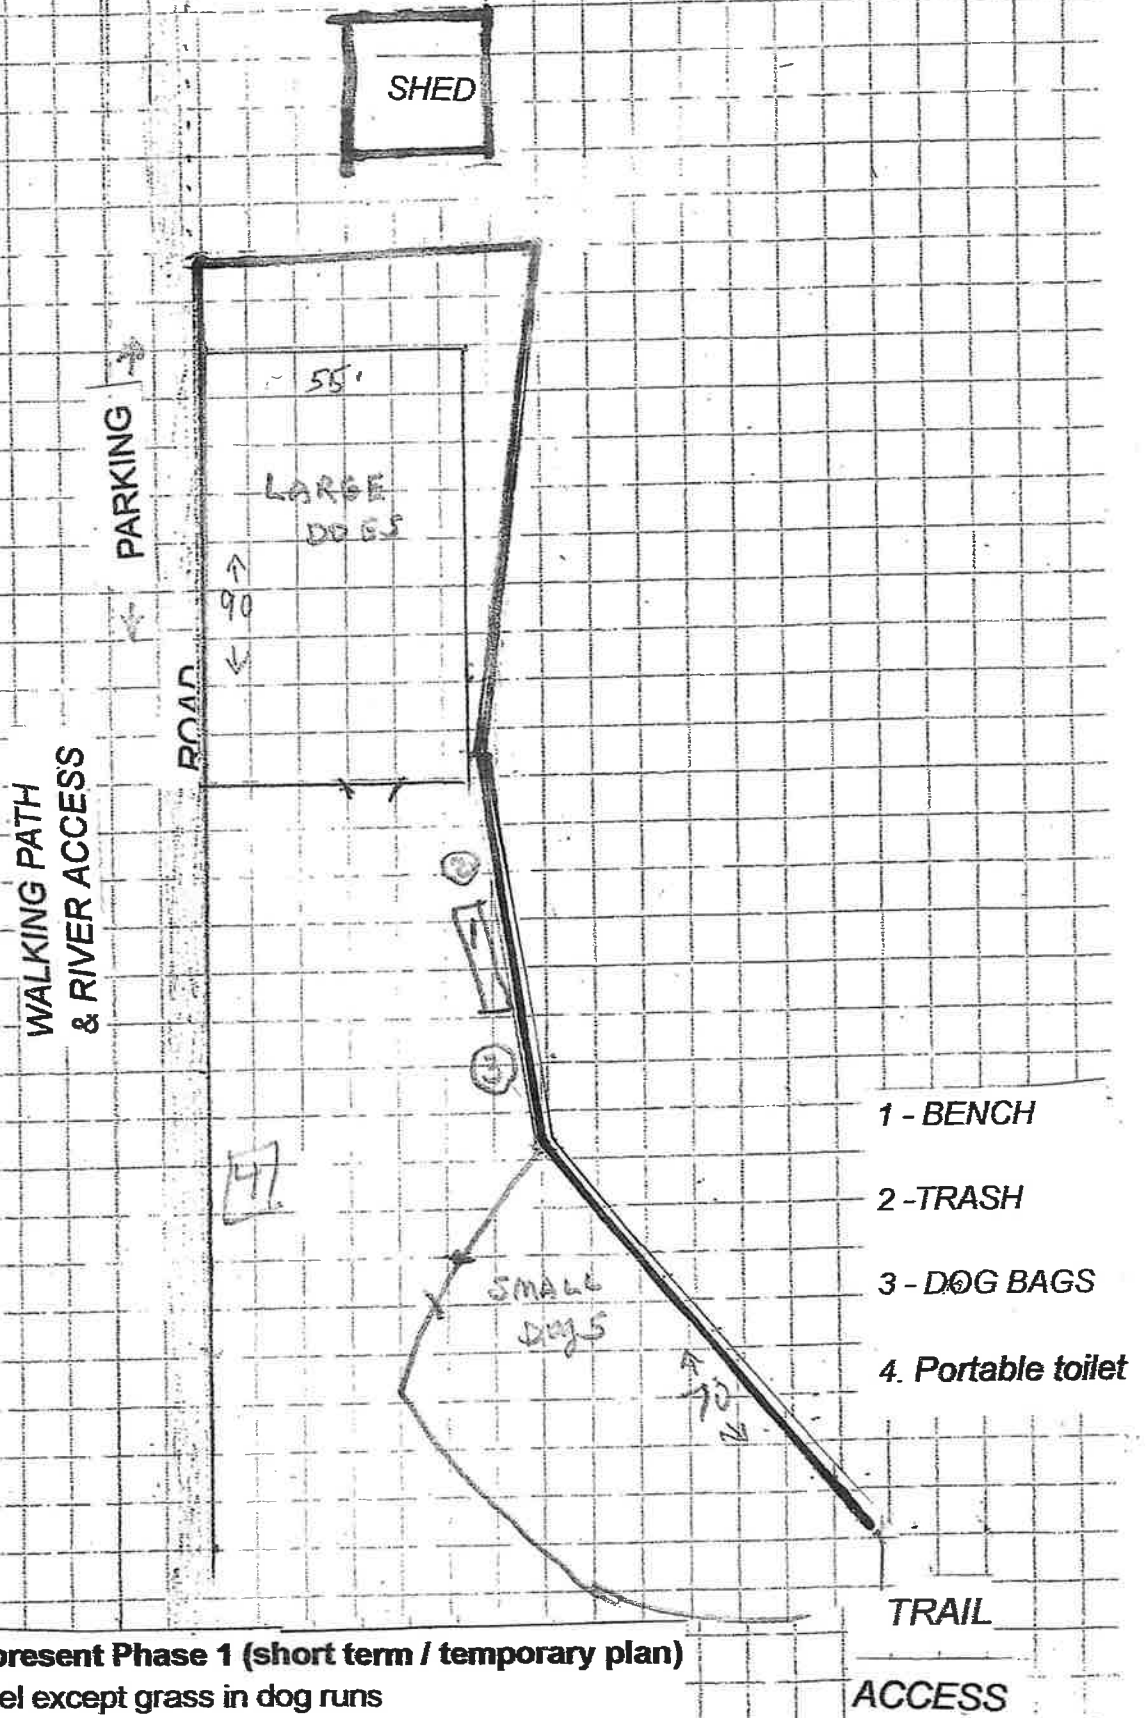 SHED
55'
PARKING
LARGE
DOGS
90
ROAD
WALKING PATH
& RIVER ACCESS
2
1
3
4
SMALL
Dogs
70
1 - BENCH
2 -TRASH
3 - DOG BAGS
4. Portable toilet
TRAIL
ACCESS
present Phase 1 (short term / temporary plan)
el except grass in dog runs